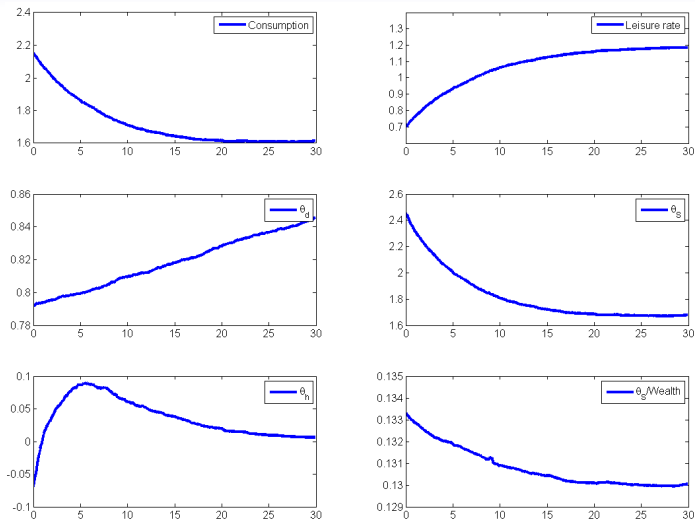 Consumption
2.4
2.2
2
1.8
1.6
0 5 10 15 20 25 30
Leisure rate
1.3
1.2
1.1
1
0.9
0.8
0.7
0 5 10 15 20 25 30
θd
0.86
0.84
0.82
0.8
0.78
0 5 10 15 20 25 30
θS
2.6
2.4
2.2
2
1.8
1.6
0 5 10 15 20 25 30
θh
0.1
0.05
0
-0.05
-0.1
0 5 10 15 20 25 30
θS/Wealth
0.135
0.134
0.133
0.132
0.131
0.13
0.129
0 5 10 15 20 25 30